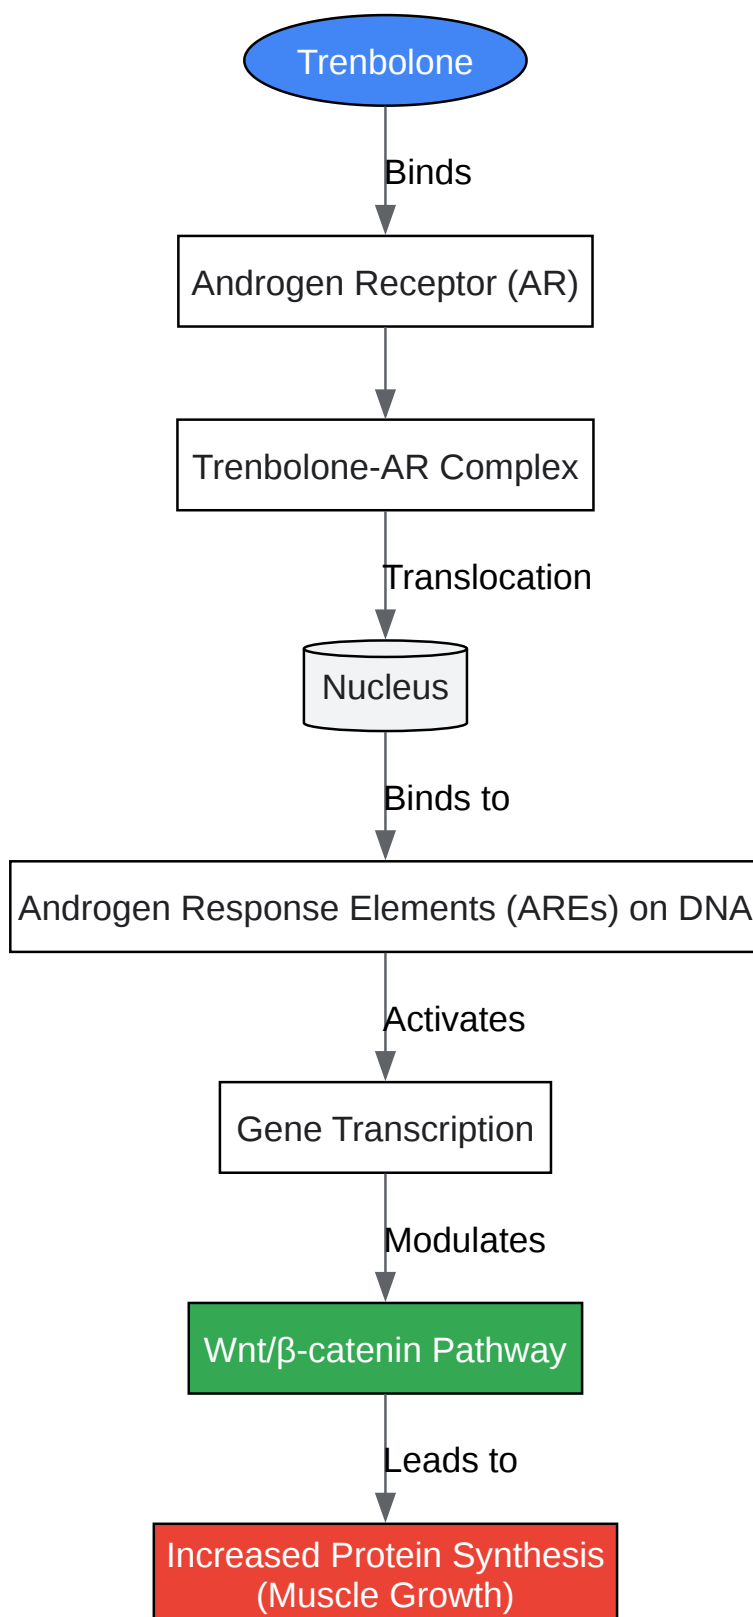 Trenbolone
Binds
Androgen Receptor (AR)
Trenbolone-AR Complex
Translocation
Nucleus
Binds to
Androgen Response Elements (AREs) on DNA
Activates
Gene Transcription
Modulates
Wnt/β-catenin Pathway
Leads to
Increased Protein Synthesis
(Muscle Growth)